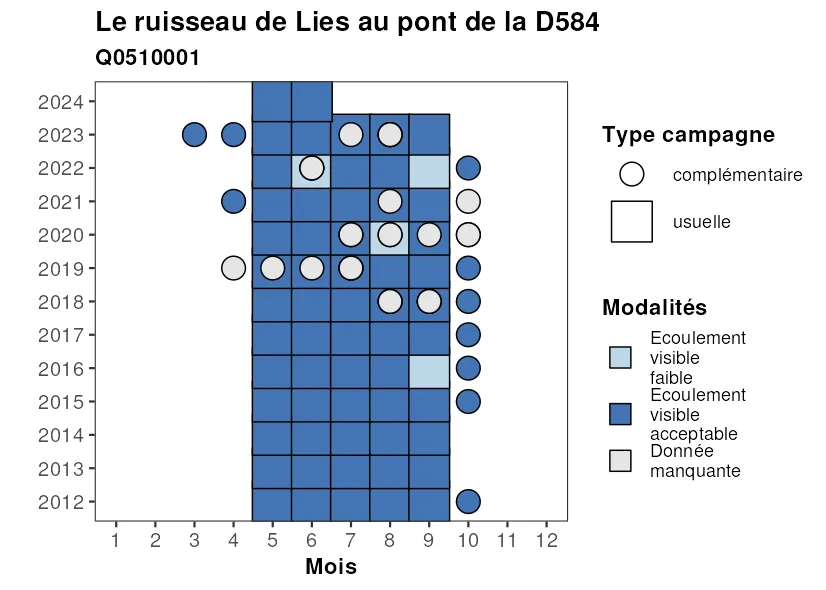 Le ruisseau de Lies au pont de la D584
Q0510001
2024
2023
2022
2021
2020
2019
2018
2017
2016
2015
2014
2013
2012
1 2 3 4 5 6 7 8 9 10 11 12
Mois
Type campagne
complémentaire
usuelle
Modalités
Ecoulement
visible
faible
Ecoulement
visible
acceptable
Donnée
manquante